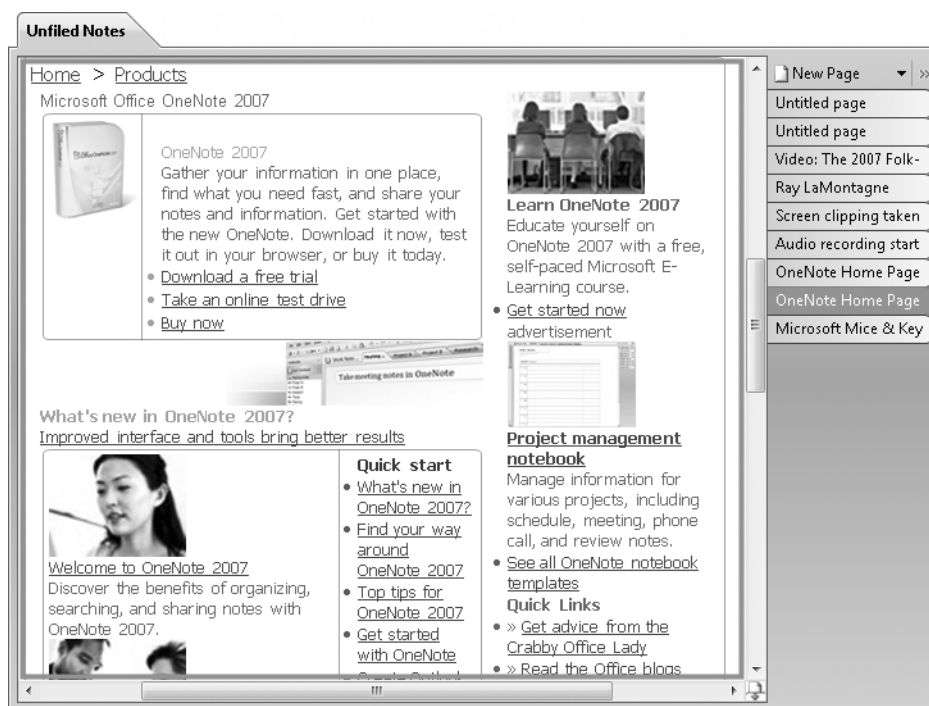 Unfiled Notes
Home > Products
Microsoft Office OneNote 2007
OneNote 2007
Gather your information in one place,
find what you need fast, and share your
notes and information. Get started with
the new OneNote. Download it now, test
it out in your browser, or buy it today.
• Download a free trial
• Take an online test drive
• Buy now
Take meeting notes in OneNote
What's new in OneNote 2007?
Improved interface and tools bring better results
Welcome to OneNote 2007
Discover the benefits of organizing,
searching, and sharing notes with
OneNote 2007.
Quick start
• What's new in
OneNote 2007?
• Find your way
around
OneNote 2007
• Top tips for
OneNote 2007
• Get started
with OneNote
• Create Outlook
Learn OneNote 2007
Educate yourself on
OneNote 2007 with a free,
self-paced Microsoft E-
Learning course.
• Get started now
advertisement
Project management
notebook
Manage information for
various projects, including
schedule, meeting, phone
call, and review notes.
• See all OneNote notebook
templates
Quick Links
• » Get advice from the
Crabby Office Lady
• » Read the Office blogs
New Page
Untitled page
Untitled page
Video: The 2007 Folk-
Ray LaMontagne
Screen clipping taken
Audio recording start
OneNote Home Page
OneNote Home Page
Microsoft Mice & Key